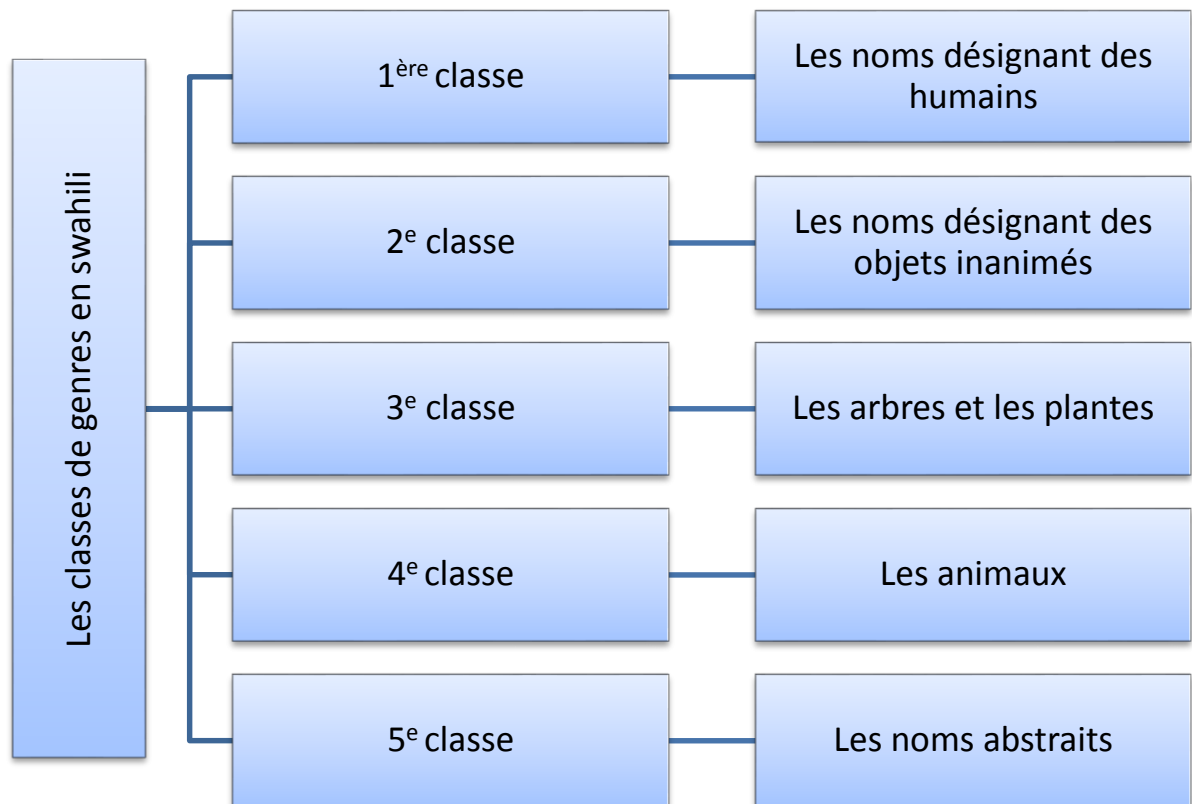 Les classes de genres en swahili
1ère classe
Les noms désignant des
humains
2e classe
Les noms désignant des
objets inanimés
3e classe
Les arbres et les plantes
4e classe
Les animaux
5e classe
Les noms abstraits